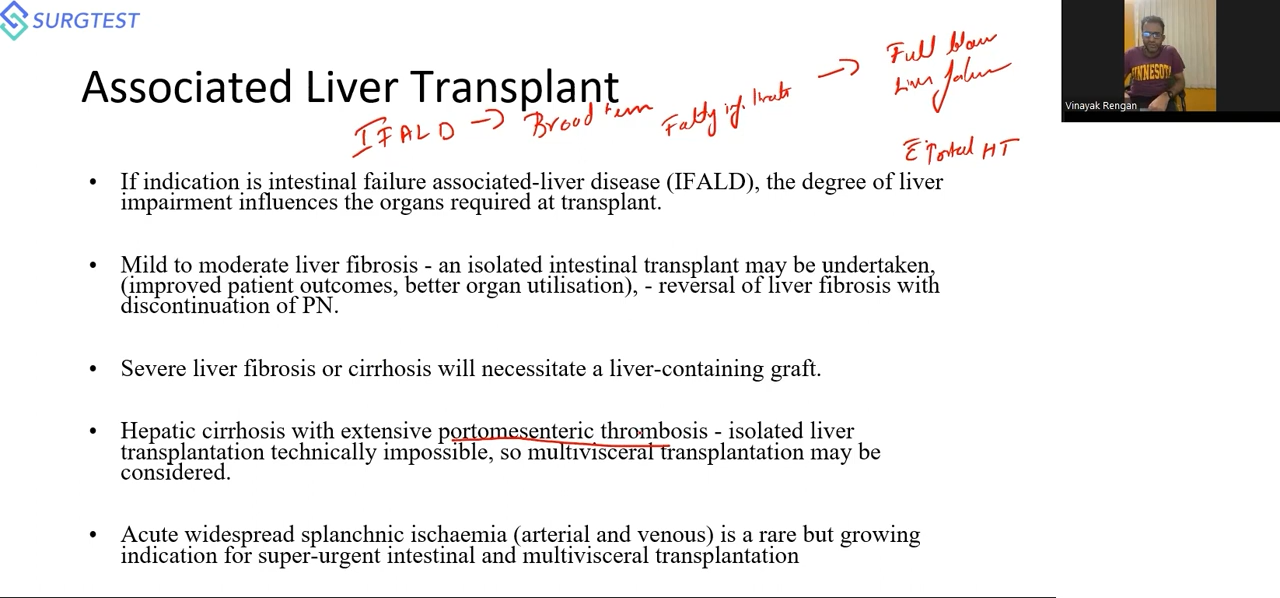 SURGTEST
Associated Liver Transplant
IFALD → Broad term Fatty infiltrate → Full blown
Liver failure
c̄ Portal HT
Vinayak Rengan
• If indication is intestinal failure associated-liver disease (IFALD), the degree of liver
impairment influences the organs required at transplant.
• Mild to moderate liver fibrosis - an isolated intestinal transplant may be undertaken,
(improved patient outcomes, better organ utilisation), - reversal of liver fibrosis with
discontinuation of PN.
• Severe liver fibrosis or cirrhosis will necessitate a liver-containing graft.
• Hepatic cirrhosis with extensive portomesenteric thrombosis - isolated liver
transplantation technically impossible, so multivisceral transplantation may be
considered.
• Acute widespread splanchnic ischaemia (arterial and venous) is a rare but growing
indication for super-urgent intestinal and multivisceral transplantation